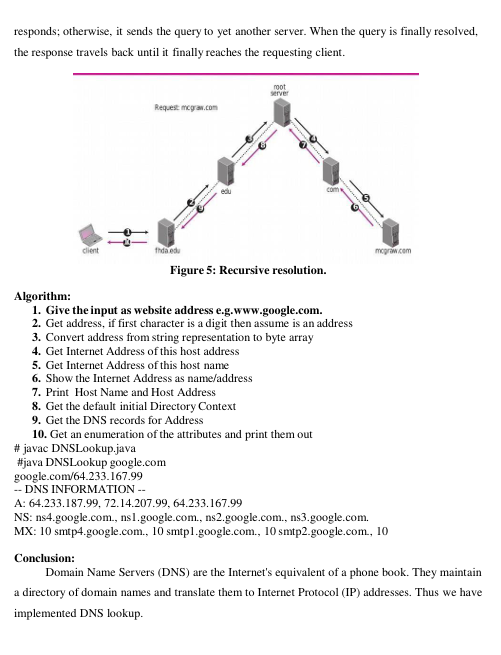 responds; otherwise, it sends the query to yet another server. When the query is finally resolved,
the response travels back until it finally reaches the requesting client.
root
server
Request: mcgraw.com
3
4
8
7
edu
com
2
5
9
6
1
10
client
fhda.edu
mcgraw.com
Figure 5: Recursive resolution.
Algorithm:
1. Give the input as website address e.g.www.google.com.
2. Get address, if first character is a digit then assume is an address
3. Convert address from string representation to byte array
4. Get Internet Address of this host address
5. Get Internet Address of this host name
6. Show the Internet Address as name/address
7. Print Host Name and Host Address
8. Get the default initial Directory Context
9. Get the DNS records for Address
10. Get an enumeration of the attributes and print them out
# javac DNSLookup.java
#java DNSLookup google.com
google.com/64.233.167.99
-- DNS INFORMATION --
A: 64.233.187.99, 72.14.207.99, 64.233.167.99
NS: ns4.google.com., ns1.google.com., ns2.google.com., ns3.google.com.
MX: 10 smtp4.google.com., 10 smtp1.google.com., 10 smtp2.google.com., 10
Conclusion:
Domain Name Servers (DNS) are the Internet's equivalent of a phone book. They maintain
a directory of domain names and translate them to Internet Protocol (IP) addresses. Thus we have
implemented DNS lookup.